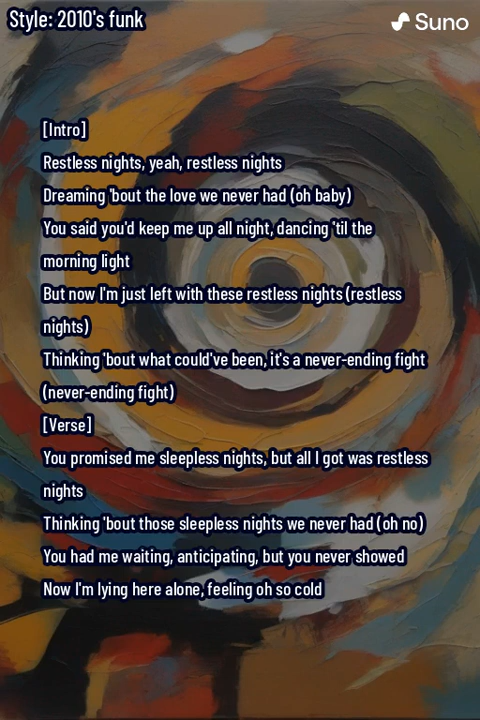 Style: 2010's funk
Suno
[Intro]
Restless nights, yeah, restless nights
Dreaming 'bout the love we never had (oh baby)
You said you'd keep me up all night, dancing 'til the
morning light
But now I'm just left with these restless nights (restless
nights)
Thinking 'bout what could've been, it's a never-ending fight
(never-ending fight)
[Verse]
You promised me sleepless nights, but all I got was restless
nights
Thinking 'bout those sleepless nights we never had (oh no)
You had me waiting, anticipating, but you never showed
Now I'm lying here alone, feeling oh so cold